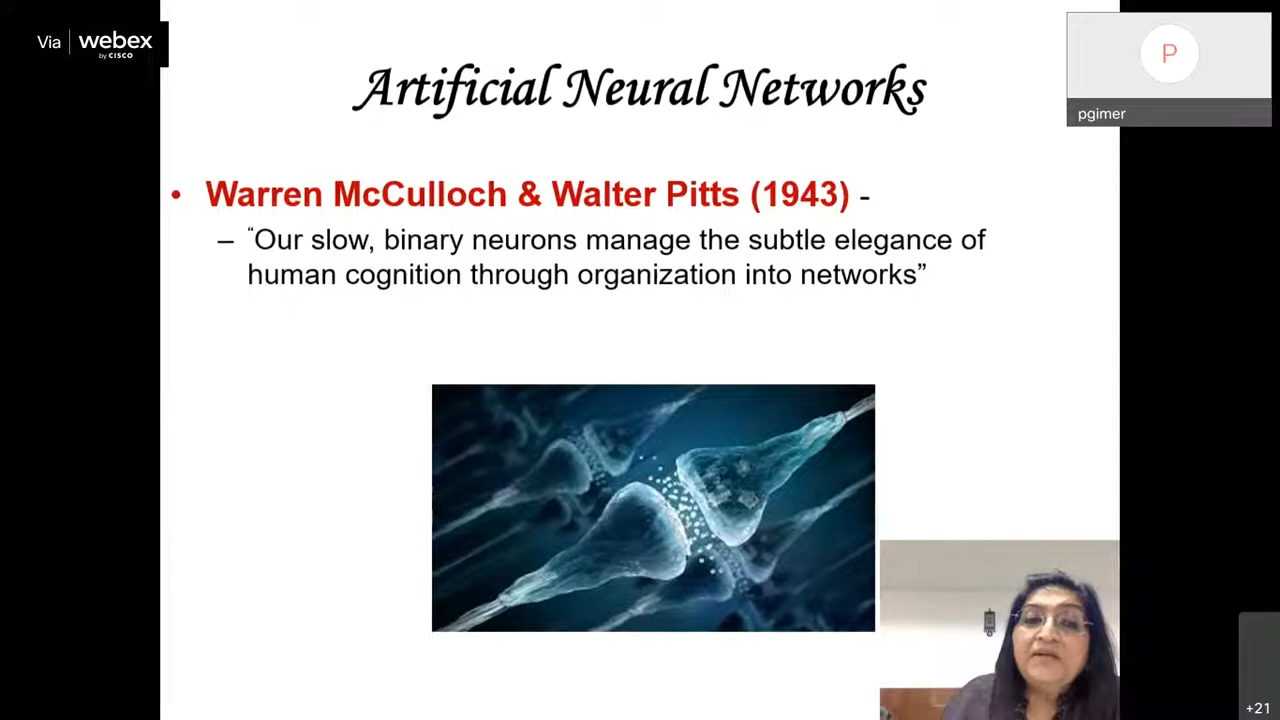 Via webex
by CISCO
Artificial Neural Networks
P
pgimer
• Warren McCulloch & Walter Pitts (1943) -
– “Our slow, binary neurons manage the subtle elegance of
human cognition through organization into networks”
+21